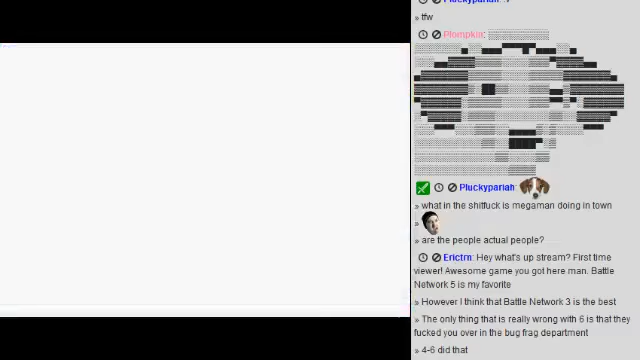 Pluckypariah:
» tfw
Plompkin:
Pluckypariah:
» what in the shitfuck is megaman doing in town
»
» are the people actual people?
Erictrn: Hey what's up stream? First time
viewer! Awesome game you got here man. Battle
Network 5 is my favorite
» However I think that Battle Network 3 is the best
» The only thing that is really wrong with 6 is that they
fucked you over in the bug frag department
» 4-6 did that